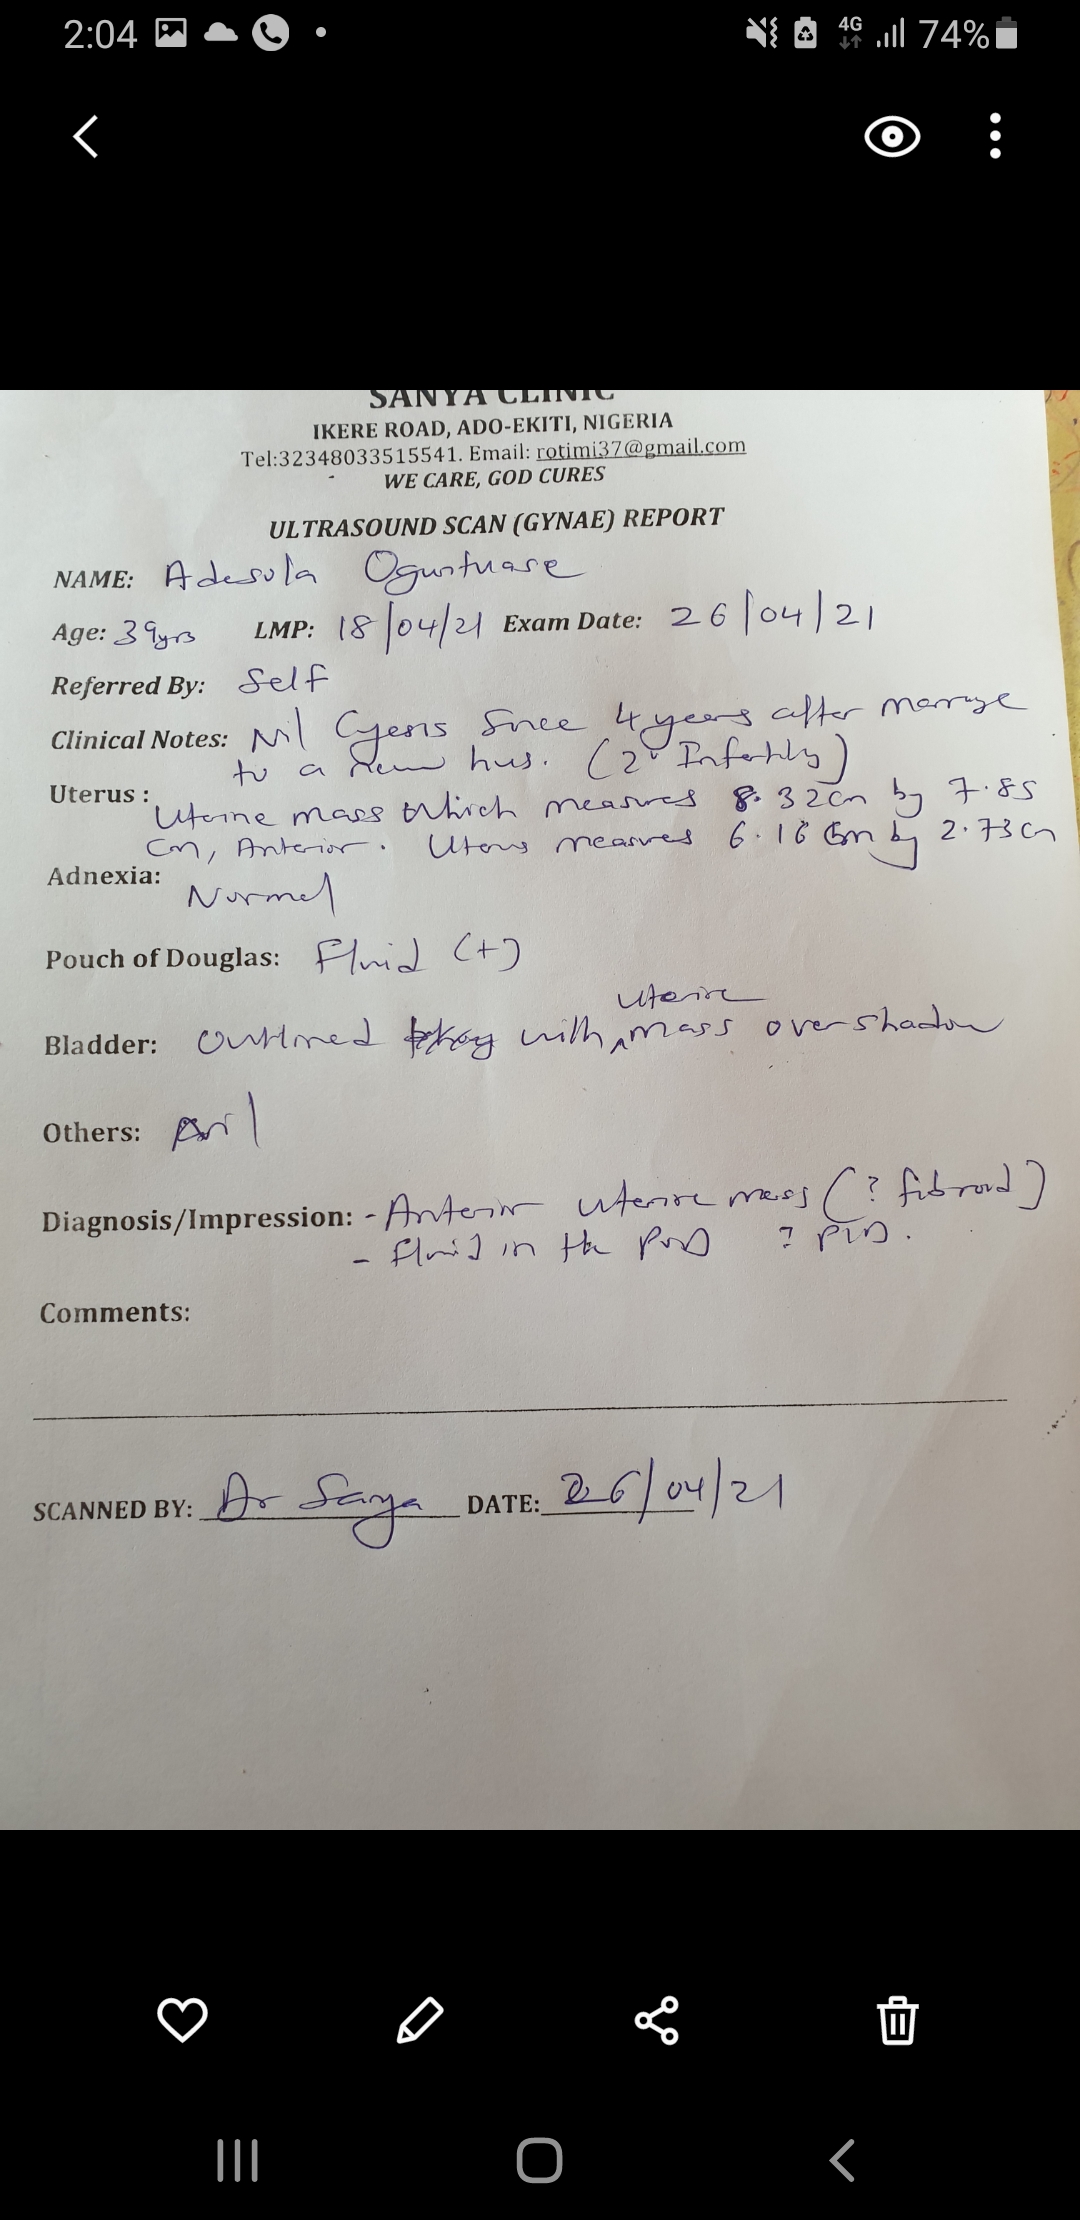 2:04
4G
74%
SANYA CLINIC
IKERE ROAD, ADO-EKITI, NIGERIA
Tel:32348033515541. Email: rotimi37@gmail.com
WE CARE, GOD CURES
ULTRASOUND SCAN (GYNAE) REPORT
NAME: Adesola
Age: 39yrs LMP: 18/04/21 Exam Date: 26/04/21
Referred By: Self
Clinical Notes: Nil Cyesis Since 4 years after marriage
to a new hus. (2° Infertility)
Uterus: Uterine mass which measures 8.32cm by 7.85
cm, Anterior. Uterus measures 6.16 cm by 2.73cm
Adnexia:
Normal
Pouch of Douglas: Fluid (+)
uterine
Bladder: outlined with mass overshadow
Others: Nil
Diagnosis/Impression: - Anterior uterine mass (? fibroid)
- fluid in the POD ? PID.
Comments:
SCANNED BY: Dr Sanya DATE: 26/04/21